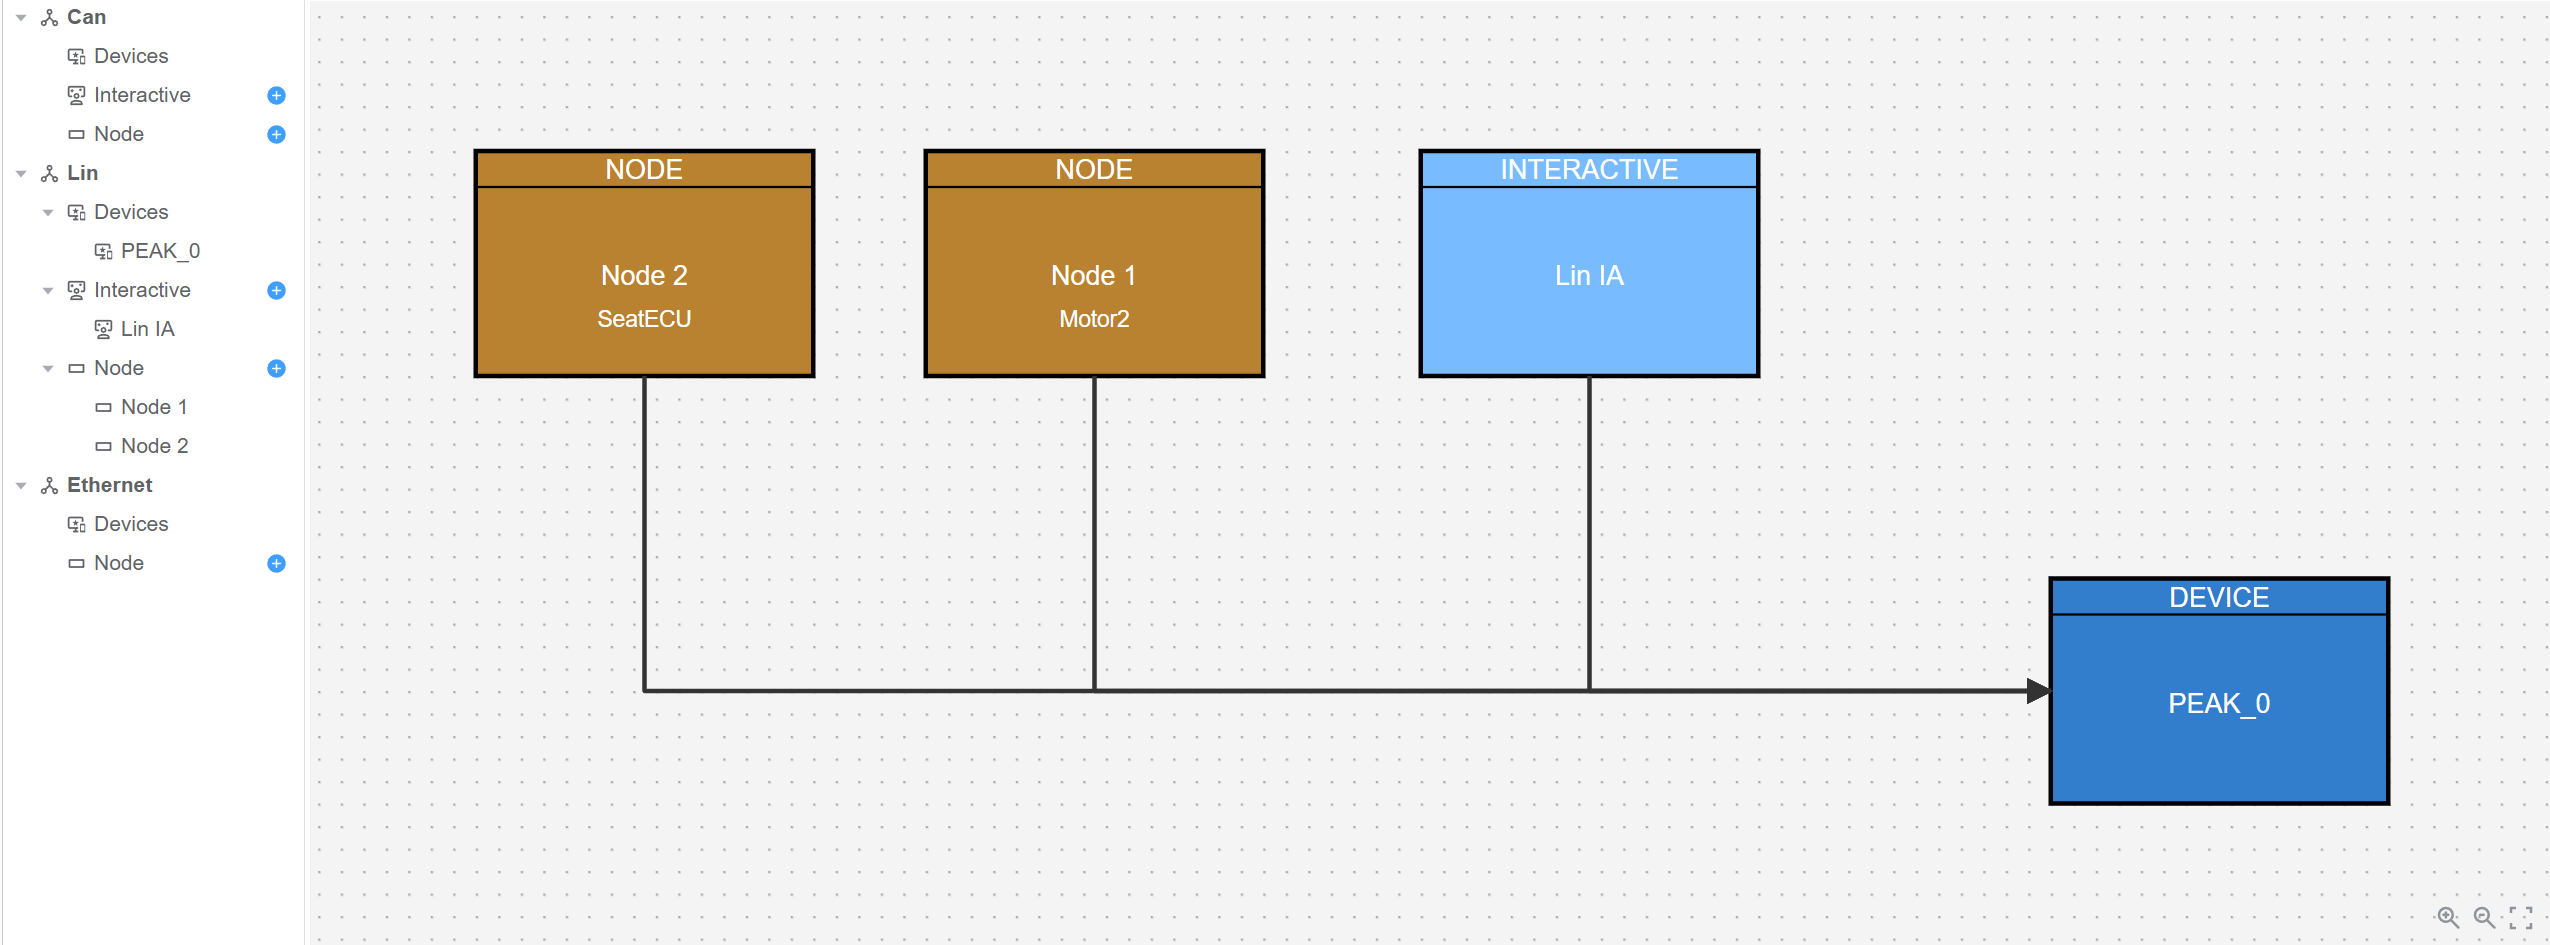 Can
Devices
Interactive
Node
Lin
Devices
PEAK_0
Interactive
Lin IA
Node
Node 1
Node 2
Ethernet
Devices
Node
NODE
Node 2
SeatECU
NODE
Node 1
Motor2
INTERACTIVE
Lin IA
DEVICE
PEAK_0